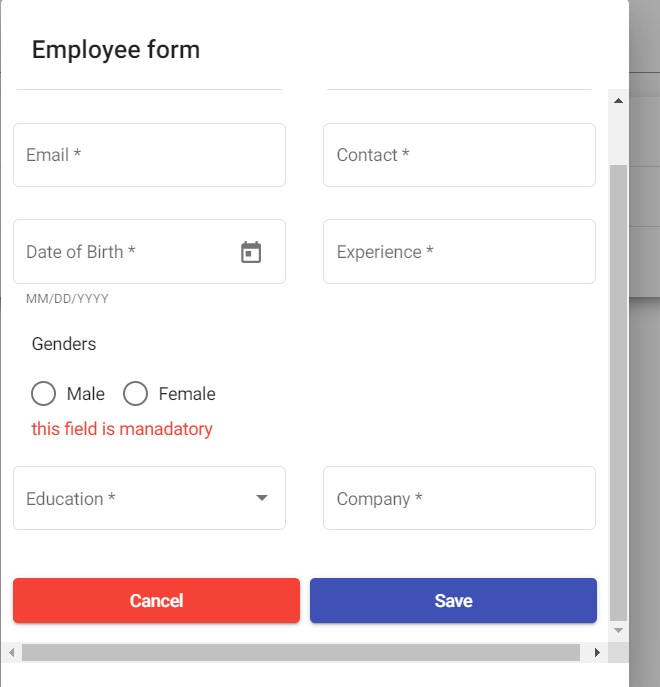 Employee form
Email *
Contact *
Date of Birth *
Experience *
MM/DD/YYYY
Genders
Male
Female
this field is manadatory
Education *
Company *
Cancel
Save